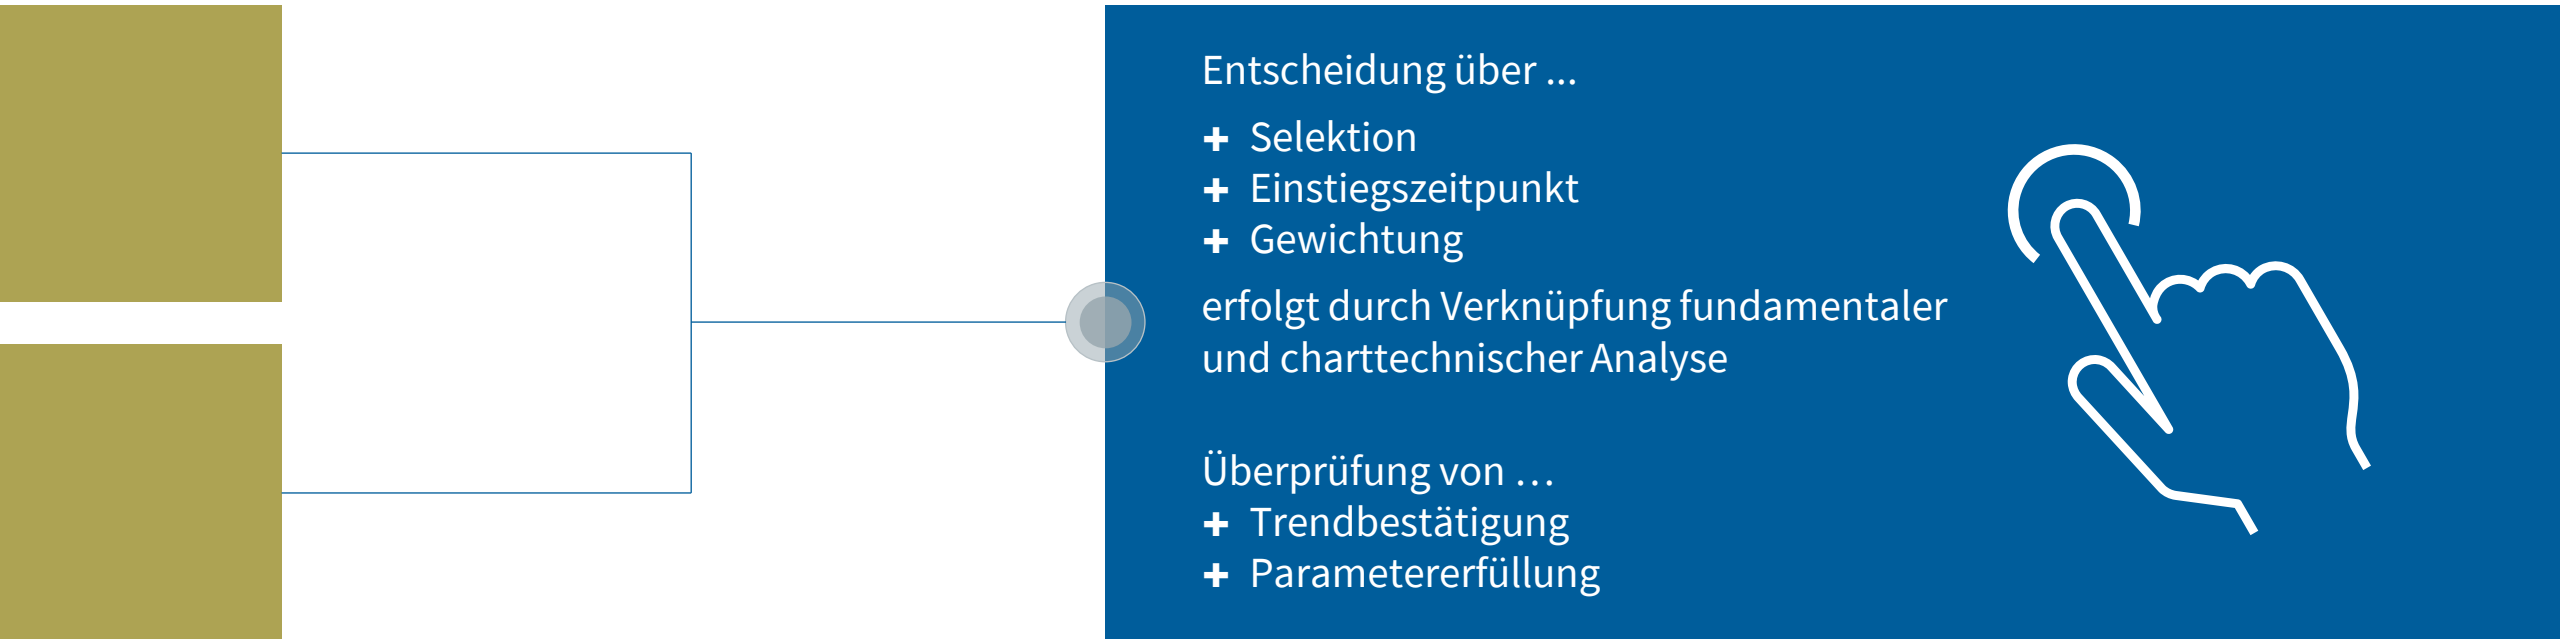 Entscheidung über ...
+ Selektion
+ Einstiegszeitpunkt
+ Gewichtung
erfolgt durch Verknüpfung fundamentaler
und charttechnischer Analyse
Überprüfung von …
+ Trendbestätigung
+ Parametererfüllung